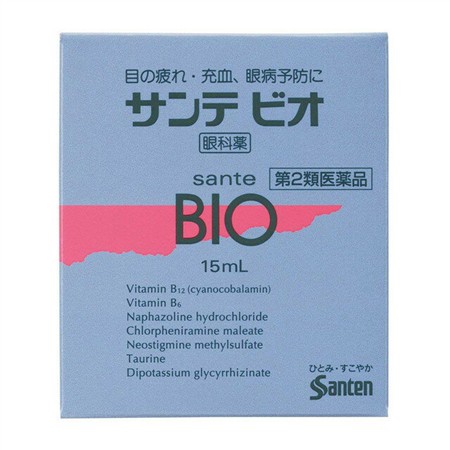 目の疲れ・充血、眼病予防に
サンテ ビオ
眼科薬
sante
第2類医薬品
BIO
15mL
Vitamin B12 (cyanocobalamin)
Vitamin B6
Naphazoline hydrochloride
Chlorpheniramine maleate
Neostigmine methylsulfate
Taurine
Dipotassium glycyrrhizinate
ひとみ・すこやか
Santen